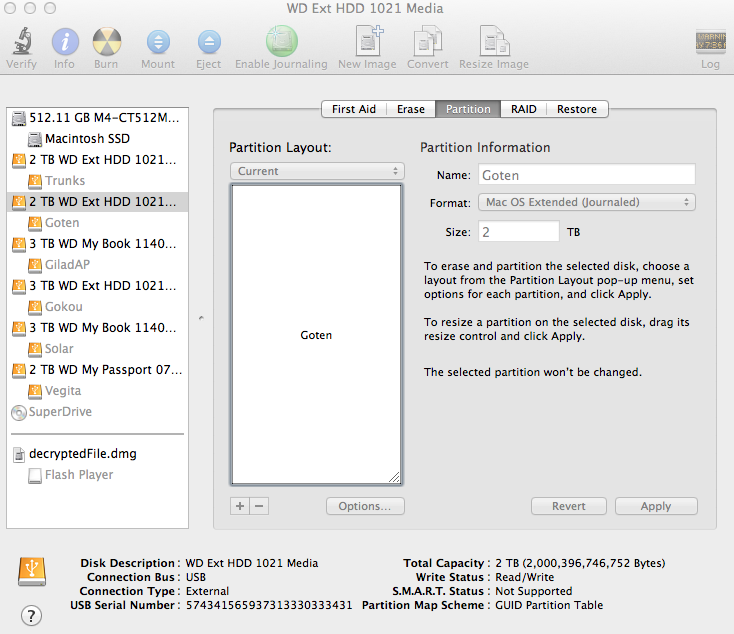 WD Ext HDD 1021 Media
Verify Info Burn Mount Eject Enable Journaling New Image Convert Resize Image Log
512.11 GB M4-CT512M...
Macintosh SSD
2 TB WD Ext HDD 1021...
Trunks
2 TB WD Ext HDD 1021...
Goten
3 TB WD My Book 1140...
GiladAP
3 TB WD Ext HDD 1021...
Gokou
3 TB WD My Book 1140...
Solar
2 TB WD My Passport 07...
Vegita
SuperDrive
decryptedFile.dmg
Flash Player
First Aid Erase Partition RAID Restore
Partition Layout:
Current
Goten
+ − Options...
Partition Information
Name: Goten
Format: Mac OS Extended (Journaled)
Size: 2 TB
To erase and partition the selected disk, choose a
layout from the Partition Layout pop-up menu, set
options for each partition, and click Apply.
To resize a partition on the selected disk, drag its
resize control and click Apply.
The selected partition won't be changed.
Revert Apply
Disk Description : WD Ext HDD 1021 Media
Connection Bus : USB
Connection Type : External
USB Serial Number : 574341565937313330333431
Total Capacity : 2 TB (2,000,396,746,752 Bytes)
Write Status : Read/Write
S.M.A.R.T. Status : Not Supported
Partition Map Scheme : GUID Partition Table
?